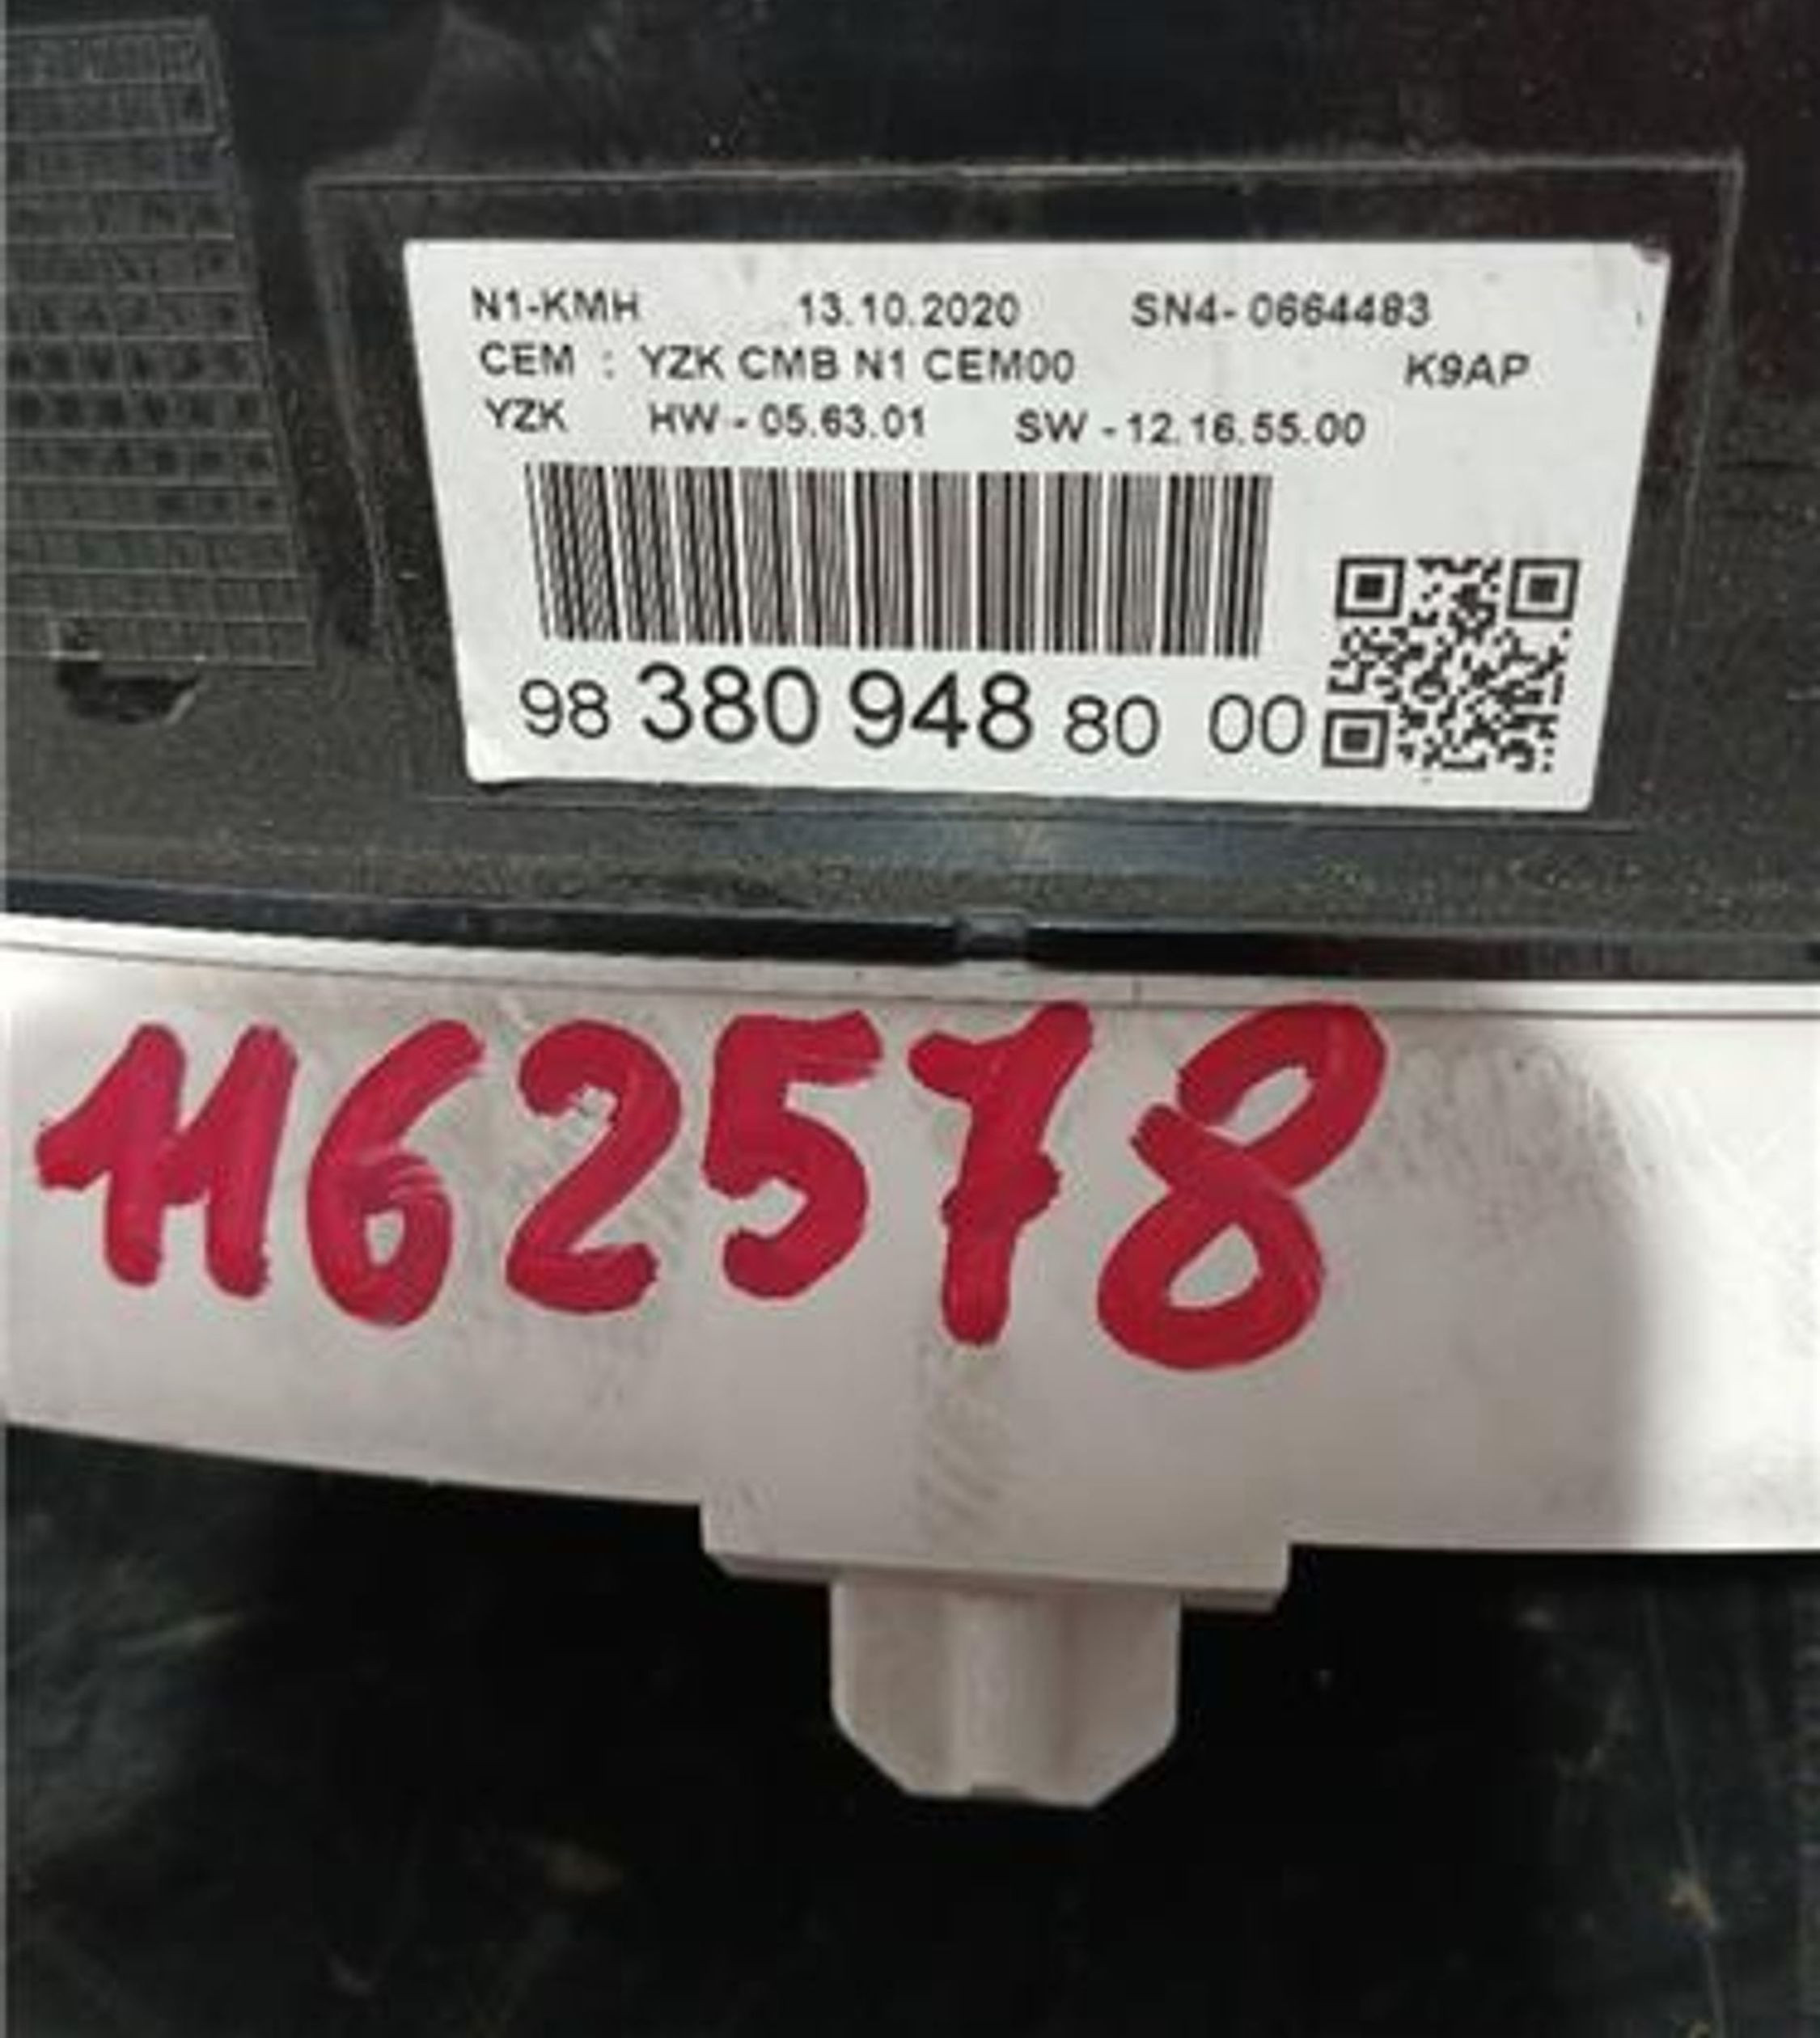 N1-KMH 13.10.2020 SN4- 0664483
CEM : YZK CMB N1 CEM00 K9AP
YZK HW - 05.63.01 SW - 12.16.55.00
98 380 948 80 00
1162578